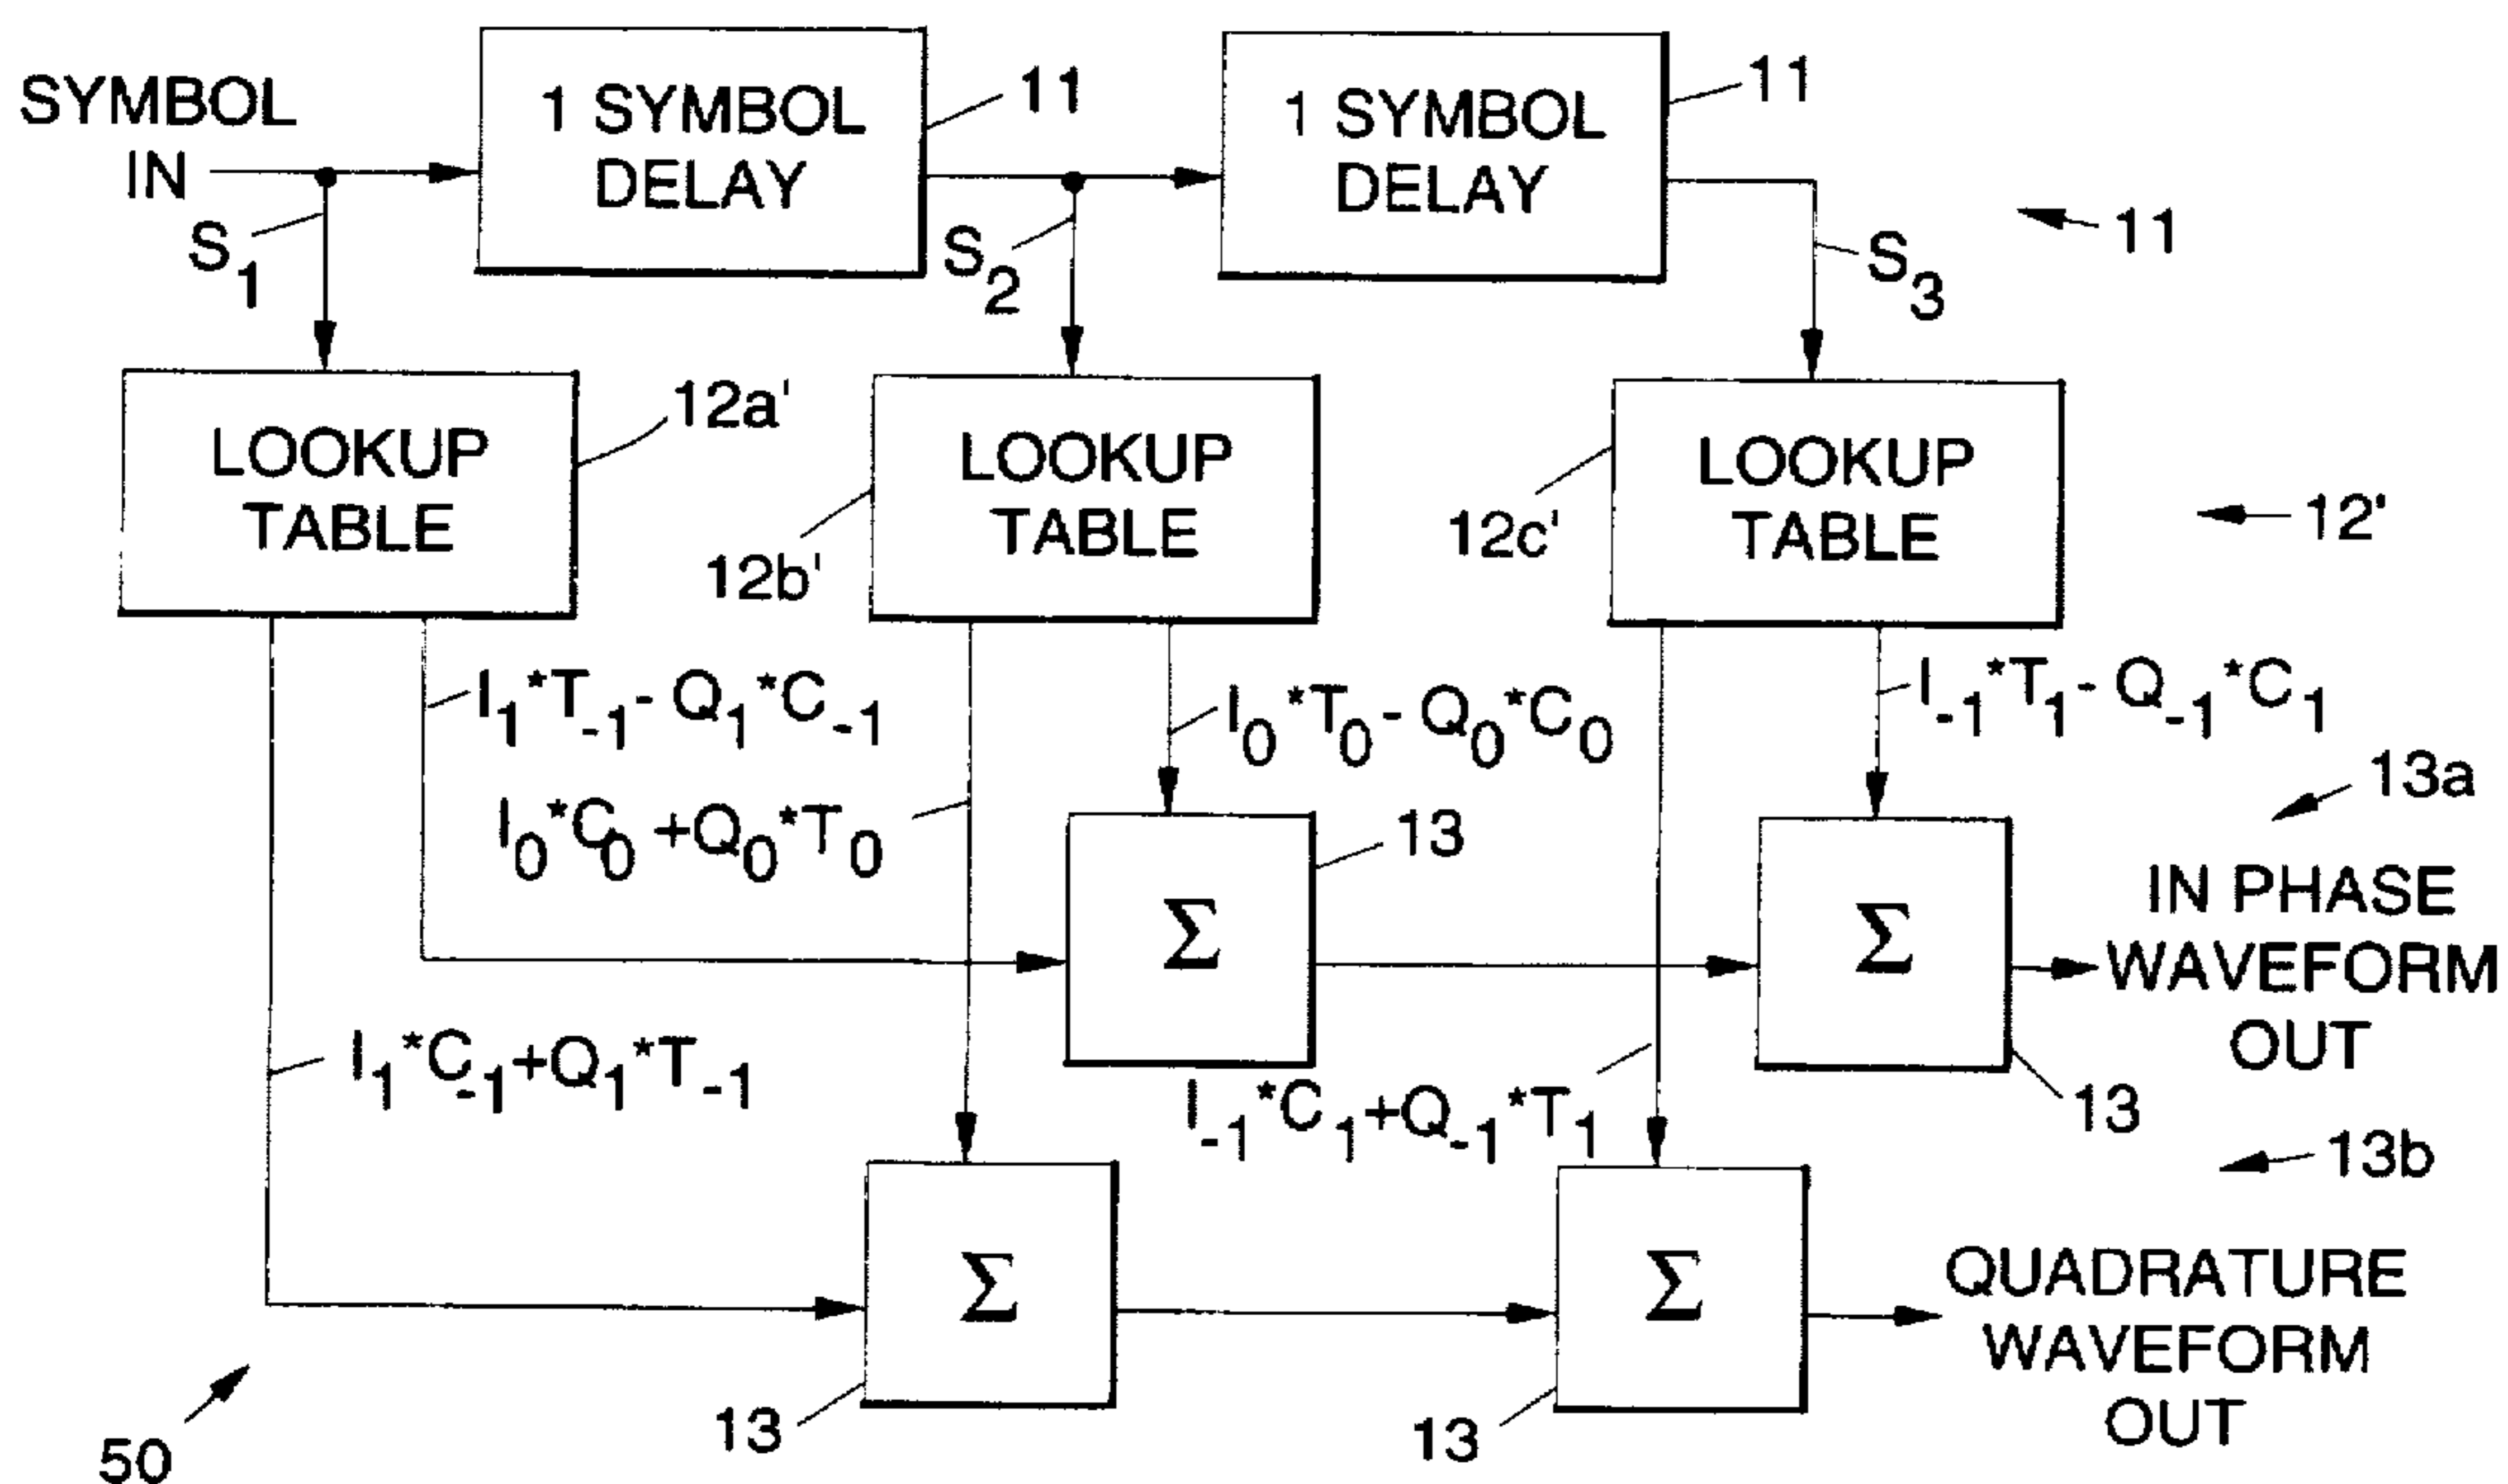 SYMBOL
IN
1 SYMBOL
DELAY
11
1 SYMBOL
DELAY
11
11
S1
S2
S3
LOOKUP
TABLE
12a'
LOOKUP
TABLE
12b'
LOOKUP
TABLE
12c'
12'
I1*T-1- Q1*C-1
I0*T0- Q0*C0
I-1*T1- Q-1*C1
I0*C0+Q0*T0
13
13a
Σ
Σ
IN PHASE
WAVEFORM
OUT
I1*C-1+Q1*T-1
I-1*C1+Q-1*T1
13
13b
Σ
Σ
QUADRATURE
WAVEFORM
OUT
13
13
50